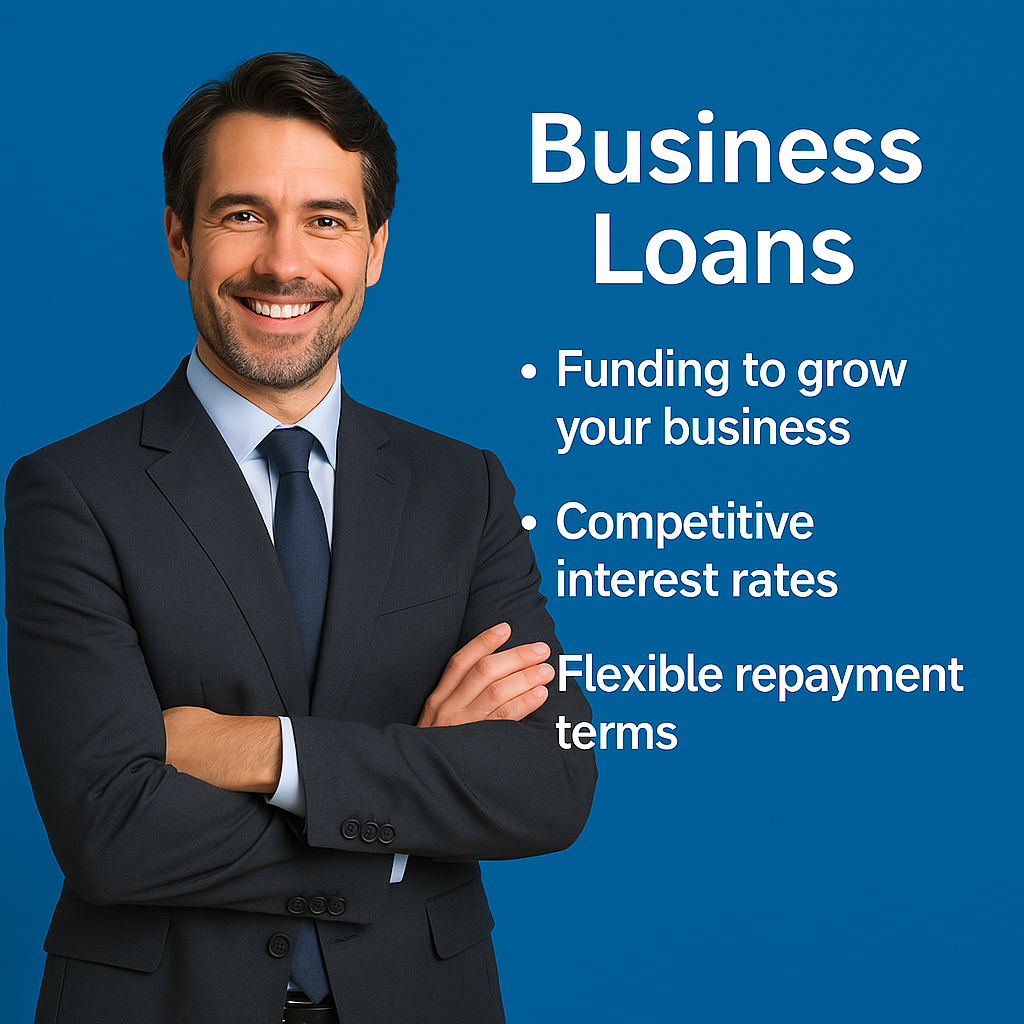 Business
Loans
• Funding to grow
your business
• Competitive
interest rates
Flexible repayment
terms